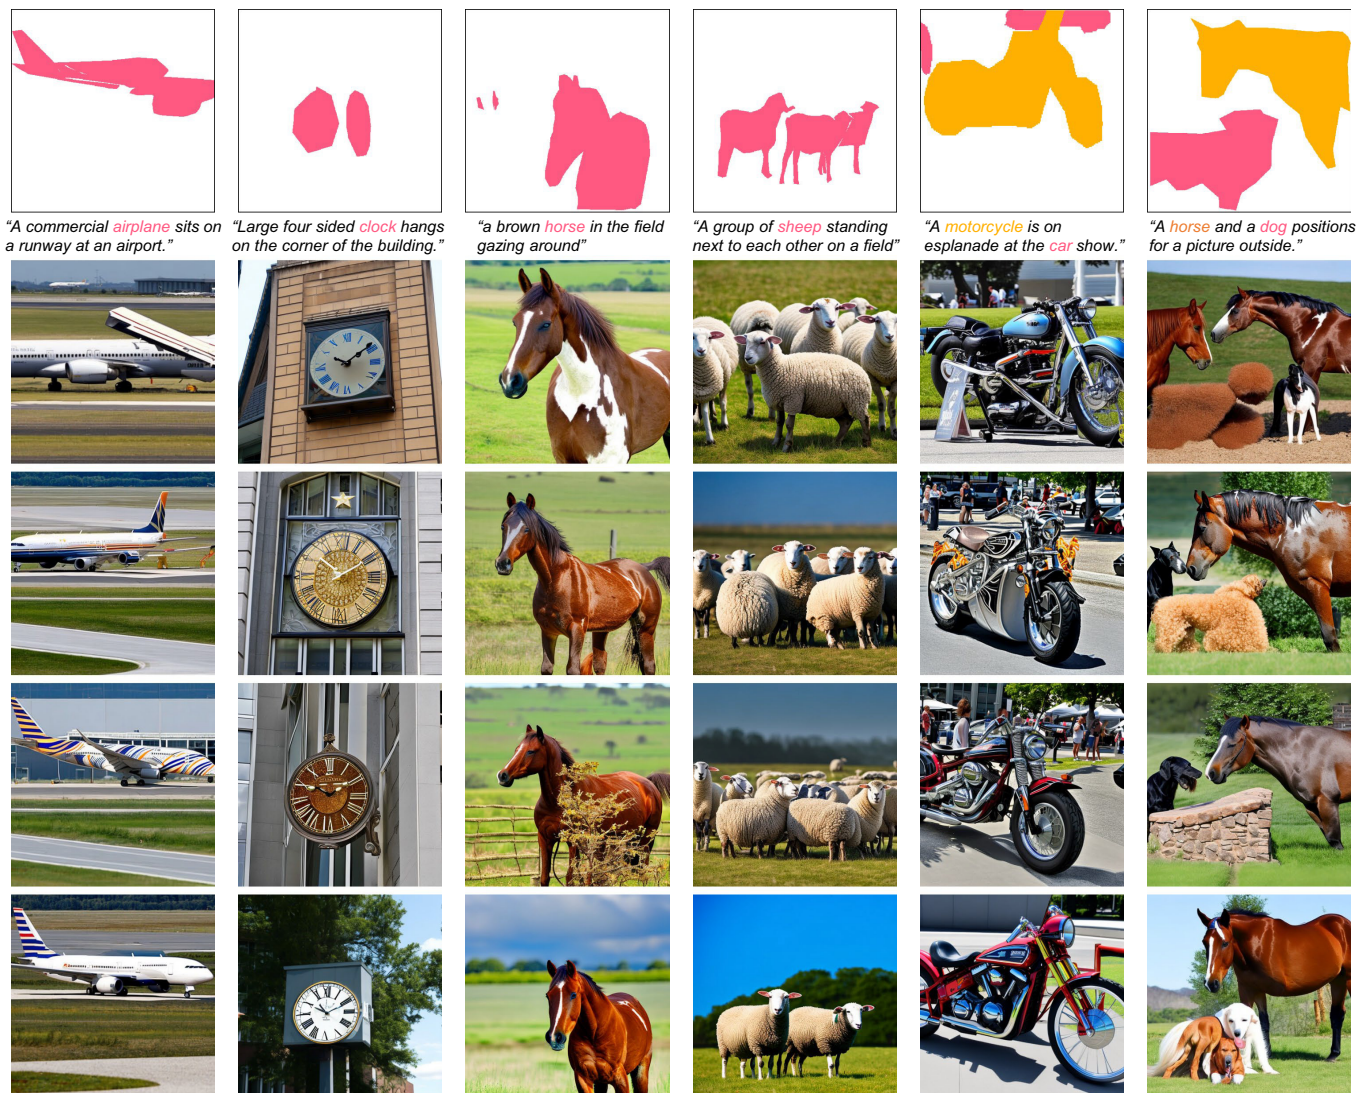 “A commercial airplane sits on
a runway at an airport.”
“Large four sided clock hangs
on the corner of the building.”
“a brown horse in the field
gazing around”
“A group of sheep standing
next to each other on a field”
“A motorcycle is on
esplanade at the car show.”
“A horse and a dog positions
for a picture outside.”